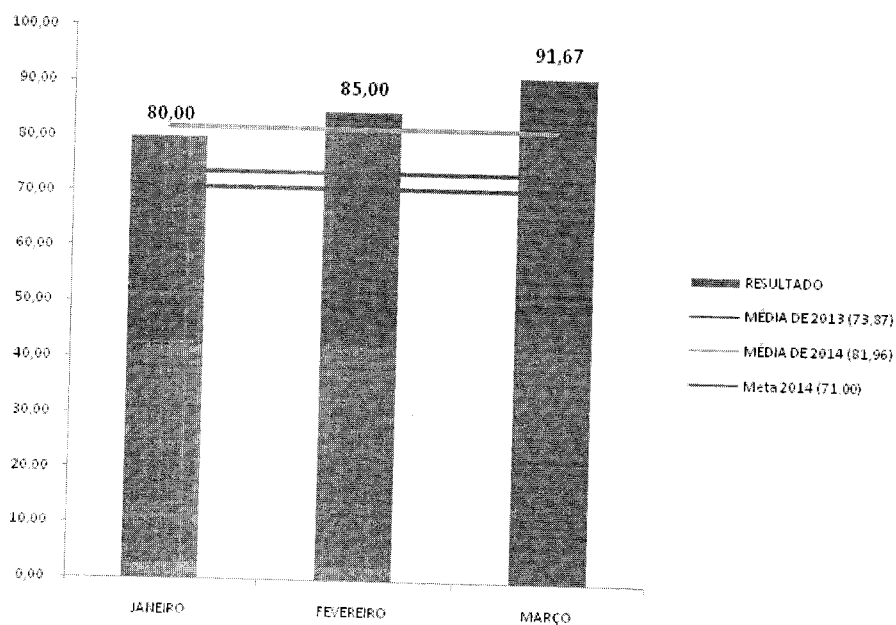 100,00
90,00
80,00
70,00
60,00
50,00
40,00
30,00
20,00
10,00
0,00
80,00
85,00
91,67
JANEIRO
FEVEREIRO
MARÇO
RESULTADO
MÉDIA DE 2013 (73,87)
MÉDIA DE 2014 (81,96)
Meta 2014 (71,00)